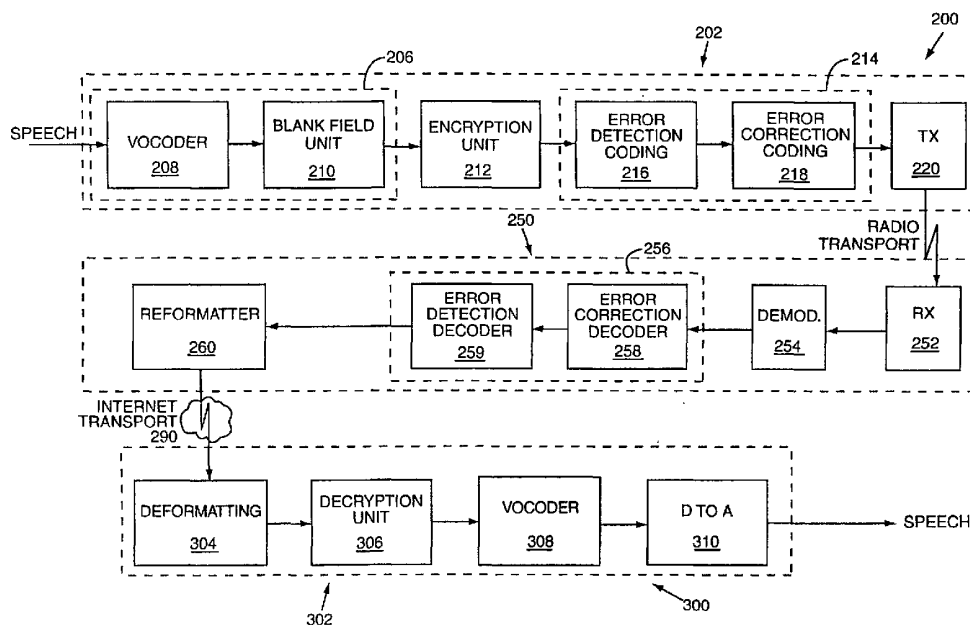 200
202
206
214
SPEECH
VOCODER
208
BLANK FIELD
UNIT
210
ENCRYPTION
UNIT
212
ERROR
DETECTION
CODING
216
ERROR
CORRECTION
CODING
218
TX
220
RADIO
TRANSPORT
250
256
REFORMATTER
260
ERROR
DETECTION
DECODER
259
ERROR
CORRECTION
DECODER
258
DEMOD.
254
RX
252
INTERNET
TRANSPORT
290
DEFORMATTING
304
DECRYPTION
UNIT
306
VOCODER
308
D TO A
310
SPEECH
302
300